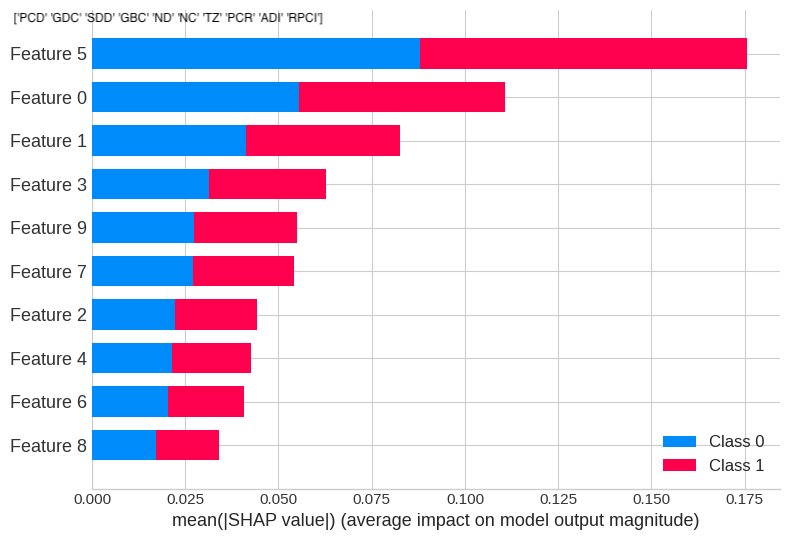 ['PCD' 'GDC' 'SDD' 'GBC' 'ND' 'NC' 'TZ' 'PCR' 'ADI' 'RPCI']
Feature 5
Feature 0
Feature 1
Feature 3
Feature 9
Feature 7
Feature 2
Feature 4
Feature 6
Feature 8
Class 0
Class 1
0.000 0.025 0.050 0.075 0.100 0.125 0.150 0.175
mean(|SHAP value|) (average impact on model output magnitude)